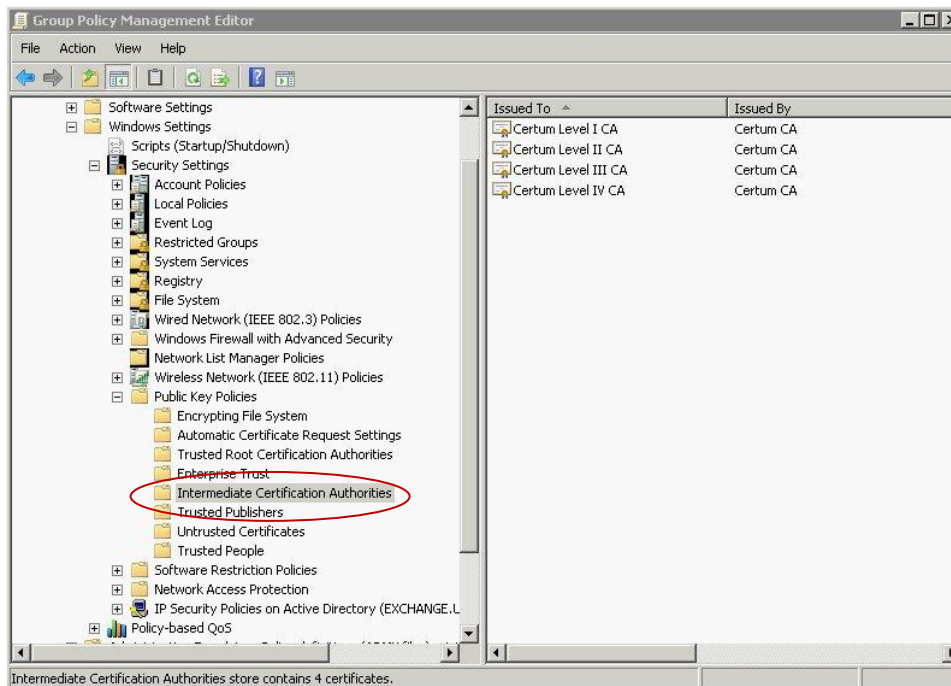 Group Policy Management Editor
File Action View Help
Software Settings
Windows Settings
Scripts (Startup/Shutdown)
Security Settings
Account Policies
Local Policies
Event Log
Restricted Groups
System Services
Registry
File System
Wired Network (IEEE 802.3) Policies
Windows Firewall with Advanced Security
Network List Manager Policies
Wireless Network (IEEE 802.11) Policies
Public Key Policies
Encrypting File System
Automatic Certificate Request Settings
Trusted Root Certification Authorities
Enterprise Trust
Intermediate Certification Authorities
Trusted Publishers
Untrusted Certificates
Trusted People
Software Restriction Policies
Network Access Protection
IP Security Policies on Active Directory (EXCHANGE.L
Policy-based QoS
Issued To Issued By
Certum Level I CA Certum CA
Certum Level II CA Certum CA
Certum Level III CA Certum CA
Certum Level IV CA Certum CA
Intermediate Certification Authorities store contains 4 certificates.